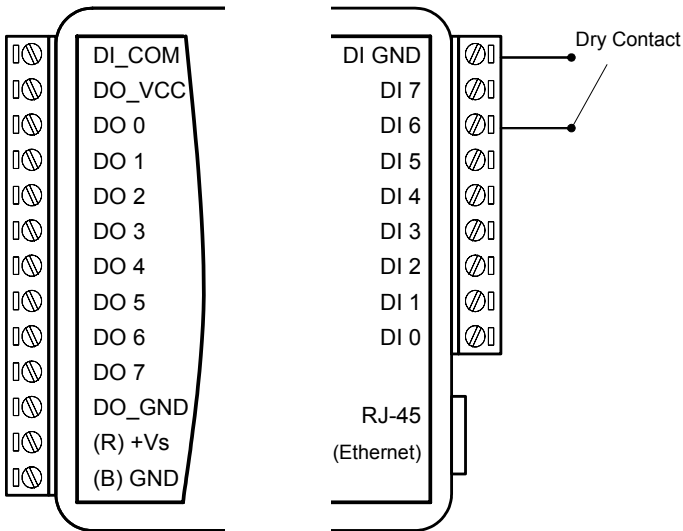 DI_COM
DO_VCC
DO 0
DO 1
DO 2
DO 3
DO 4
DO 5
DO 6
DO 7
DO_GND
(R) +Vs
(B) GND
DI GND
DI 7
DI 6
DI 5
DI 4
DI 3
DI 2
DI 1
DI 0
RJ-45
(Ethernet)
Dry Contact